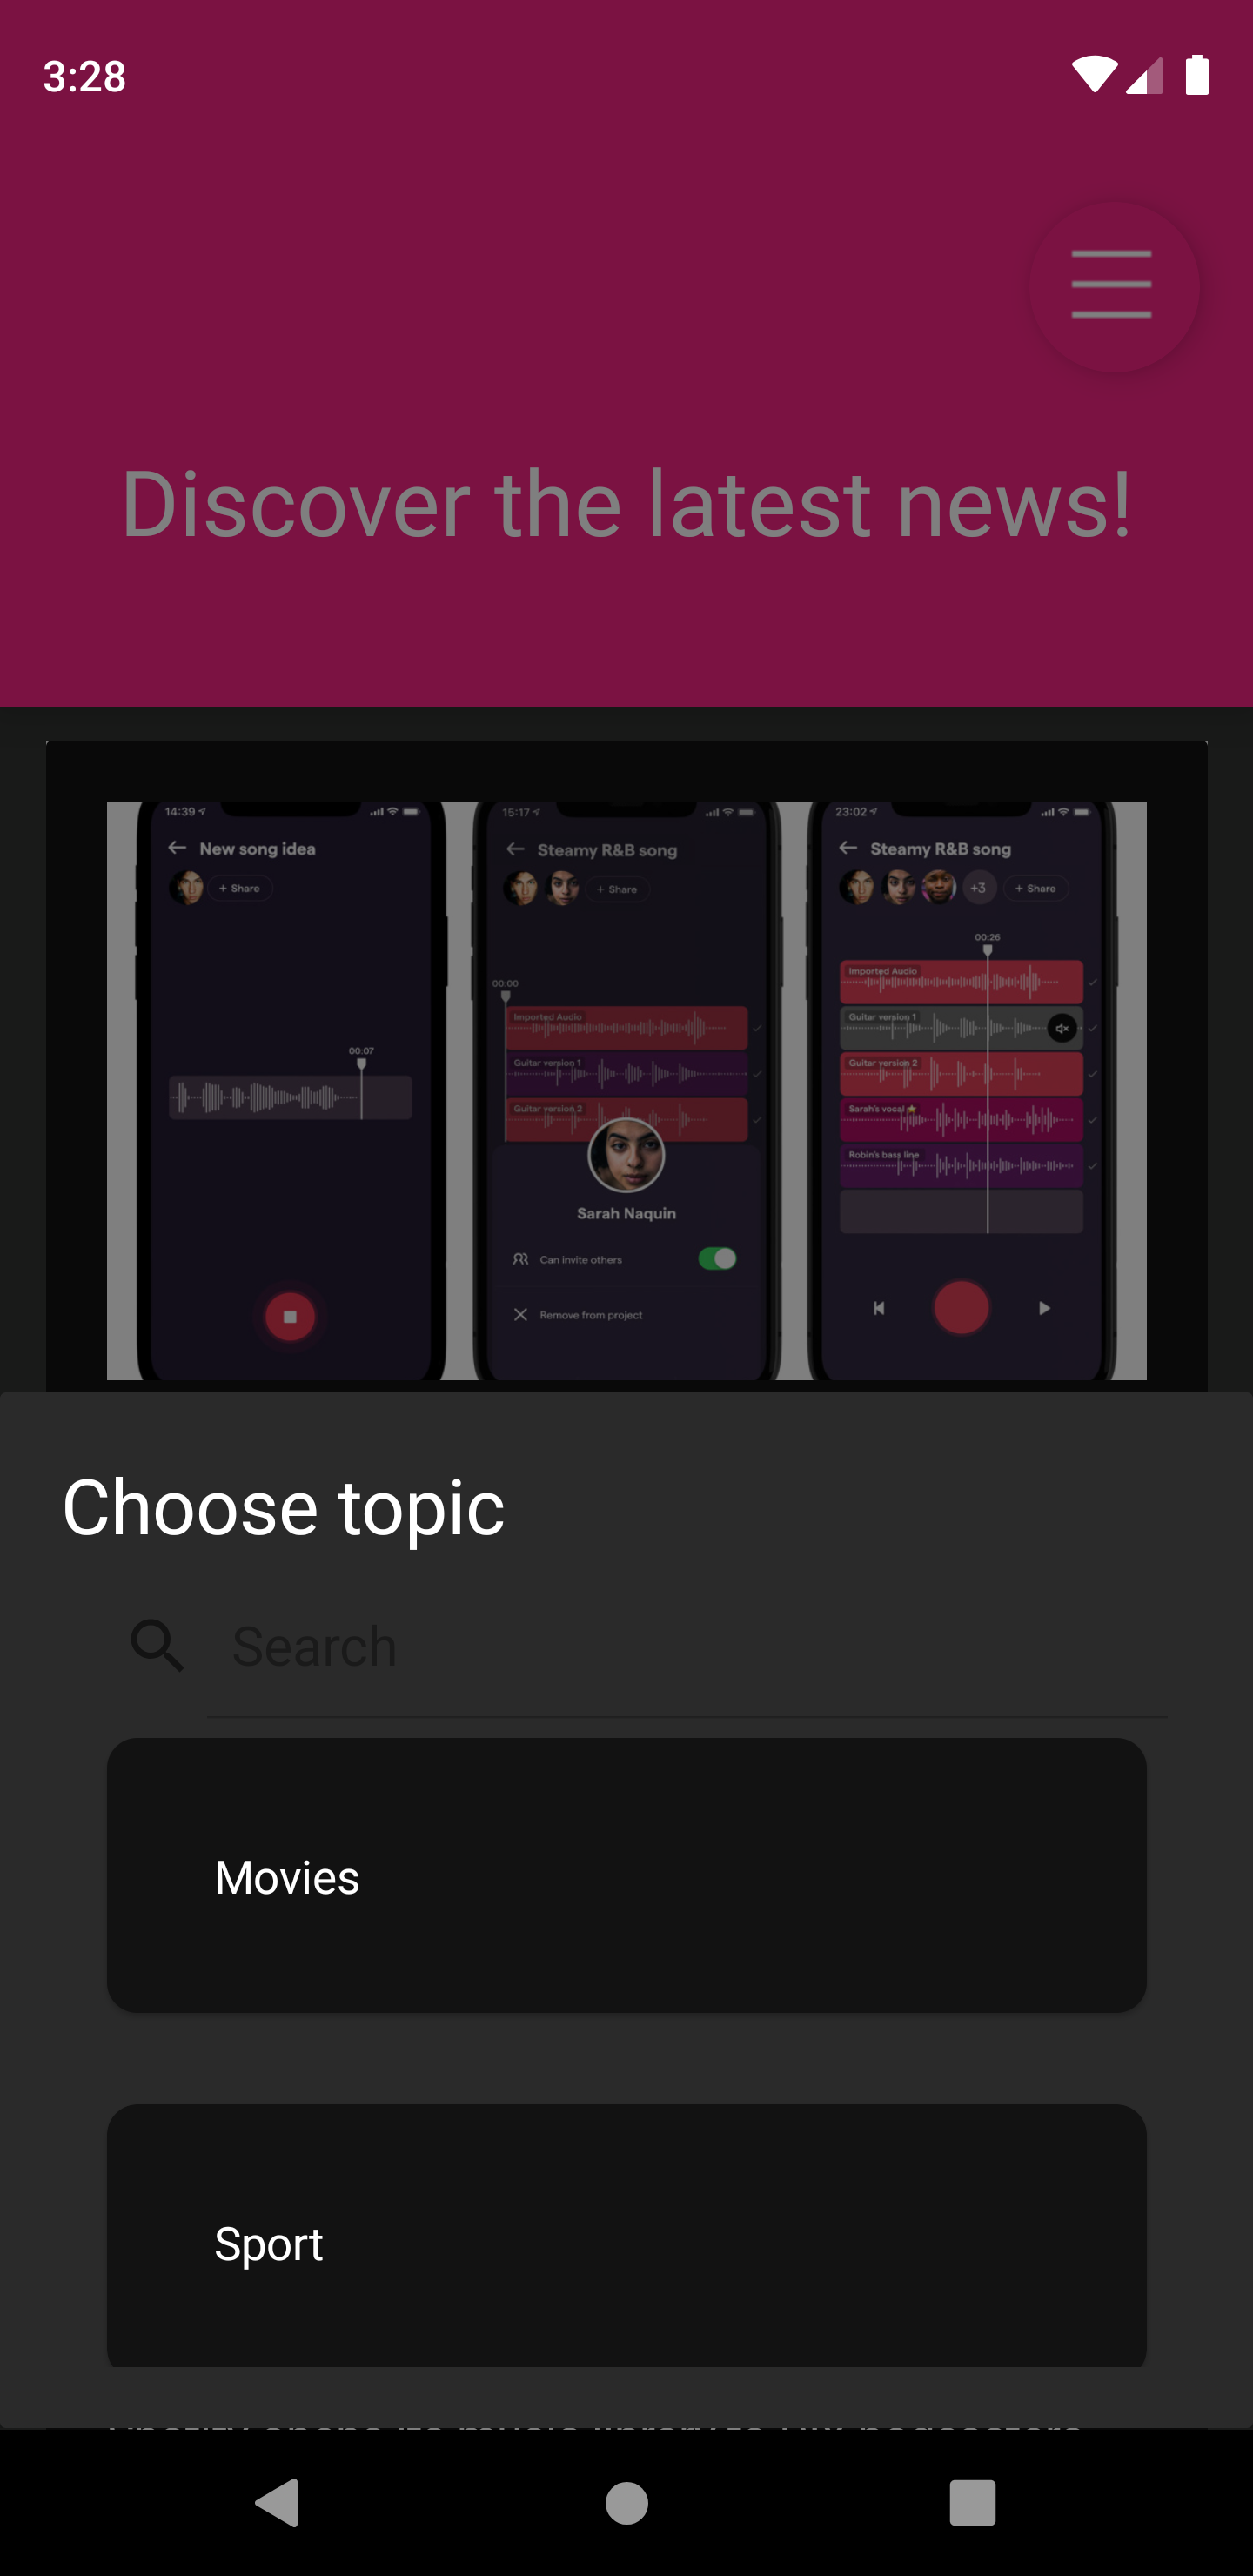 3:28
Discover the latest news!
14:39
New song idea
+ Share
00:07
15:17
Steamy R&B song
+ Share
00:00
Imported Audio
Guitar version 1
Guitar version 2
Sarah Naquin
Can invite others
Remove from project
23:02
Steamy R&B song
+3
+ Share
00:26
Imported Audio
Guitar version 1
Guitar version 2
Sarah's vocal
Robin's bass line
Choose topic
Search
Movies
Sport